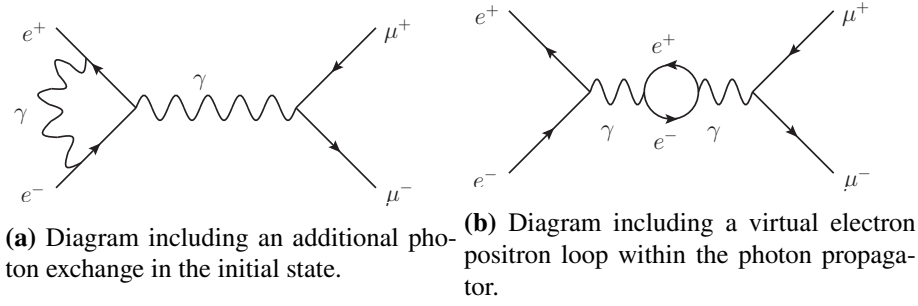 e+
μ+
γ
γ
e−
μ−
(a) Diagram including an additional pho-
ton exchange in the initial state.
e+
μ+
e+
γ
e−
γ
e−
μ−
(b) Diagram including a virtual electron
positron loop within the photon propaga-
tor.